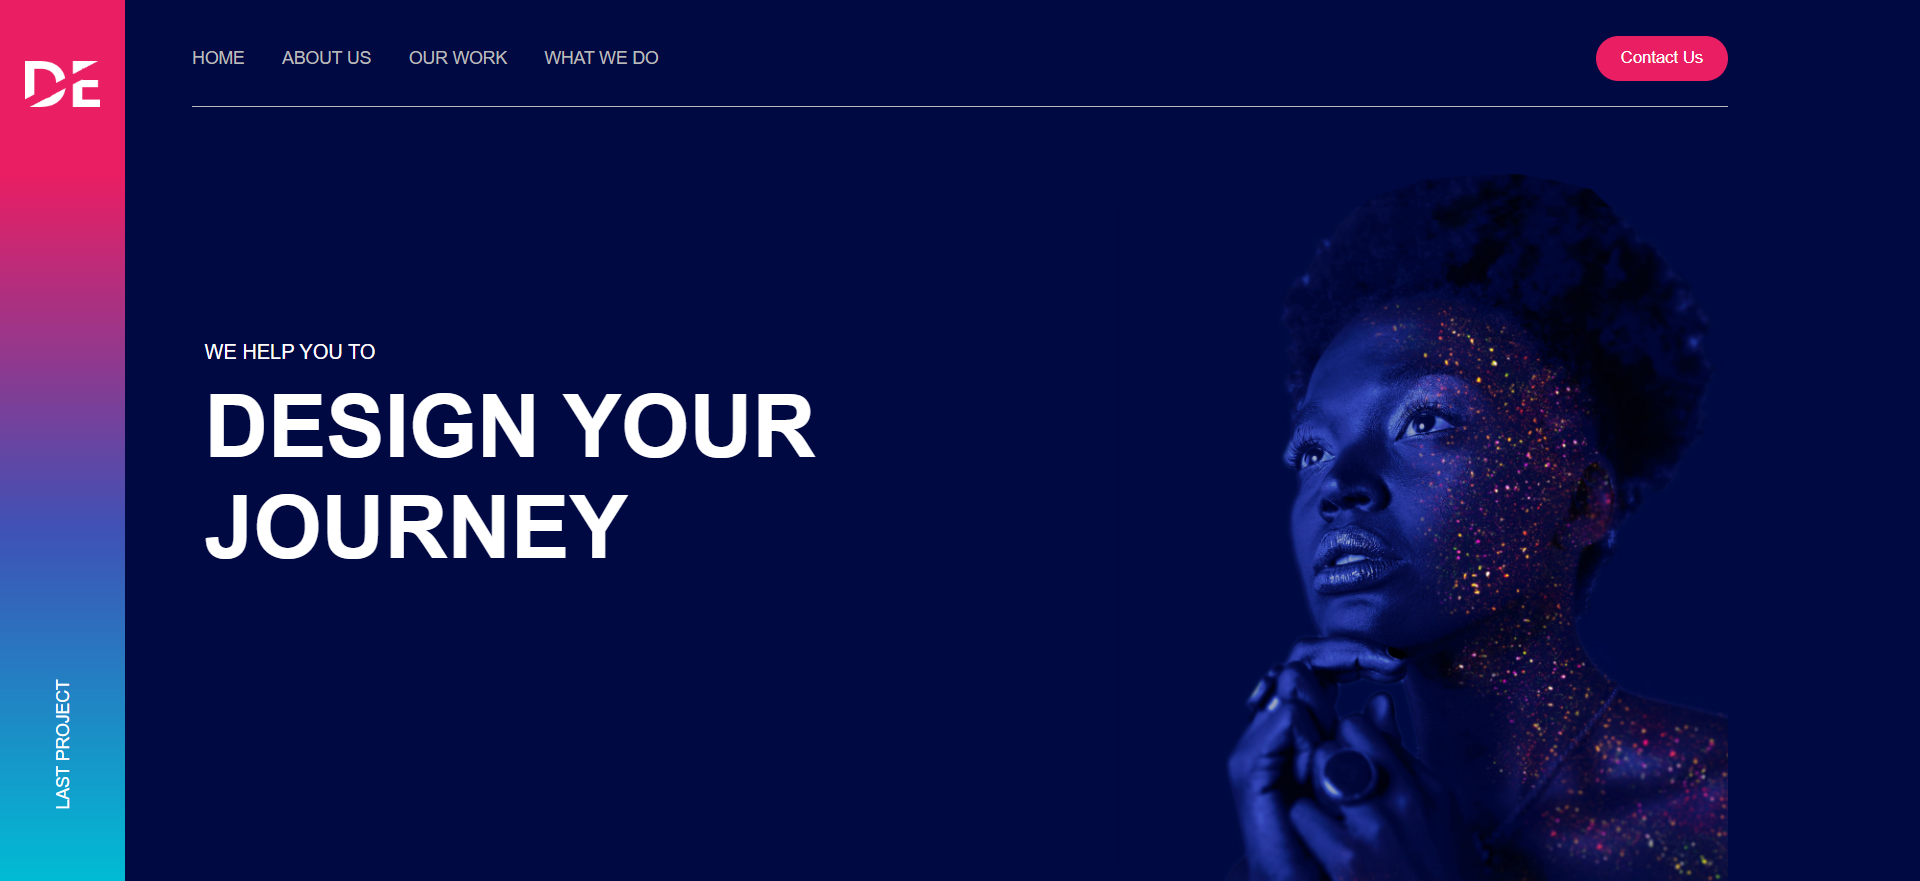 DE
HOME
ABOUT US
OUR WORK
WHAT WE DO
Contact Us
WE HELP YOU TO
DESIGN YOUR
JOURNEY
LAST PROJECT